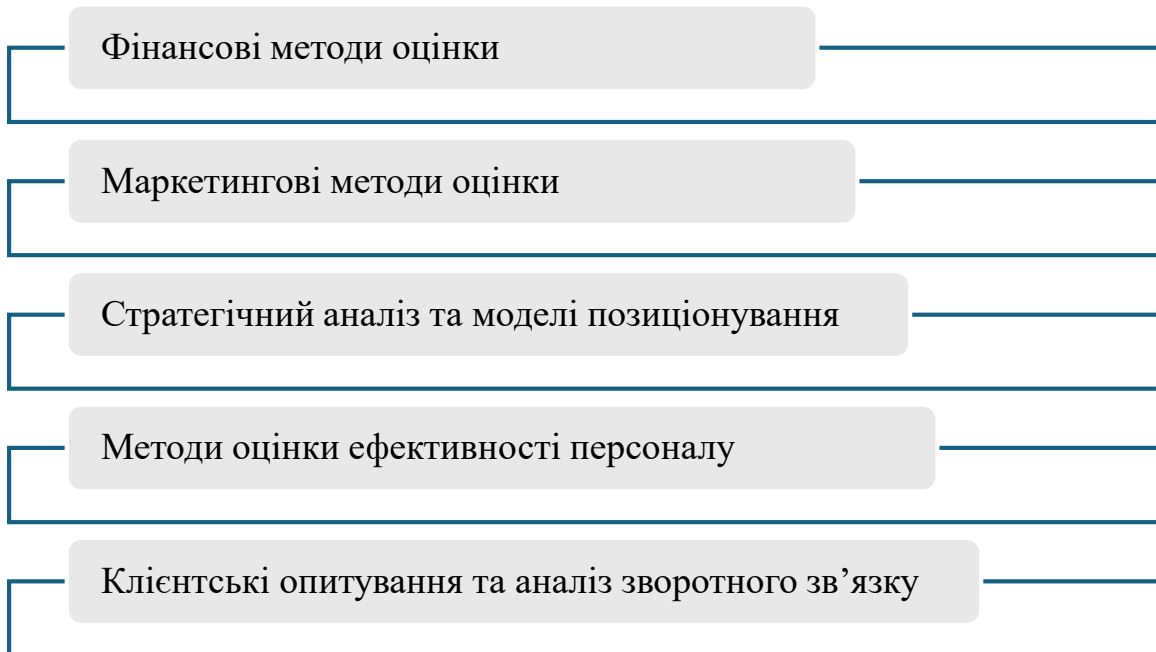 Фінансові методи оцінки
Маркетингові методи оцінки
Стратегічний аналіз та моделі позиціонування
Методи оцінки ефективності персоналу
Клієнтські опитування та аналіз зворотного зв’язку